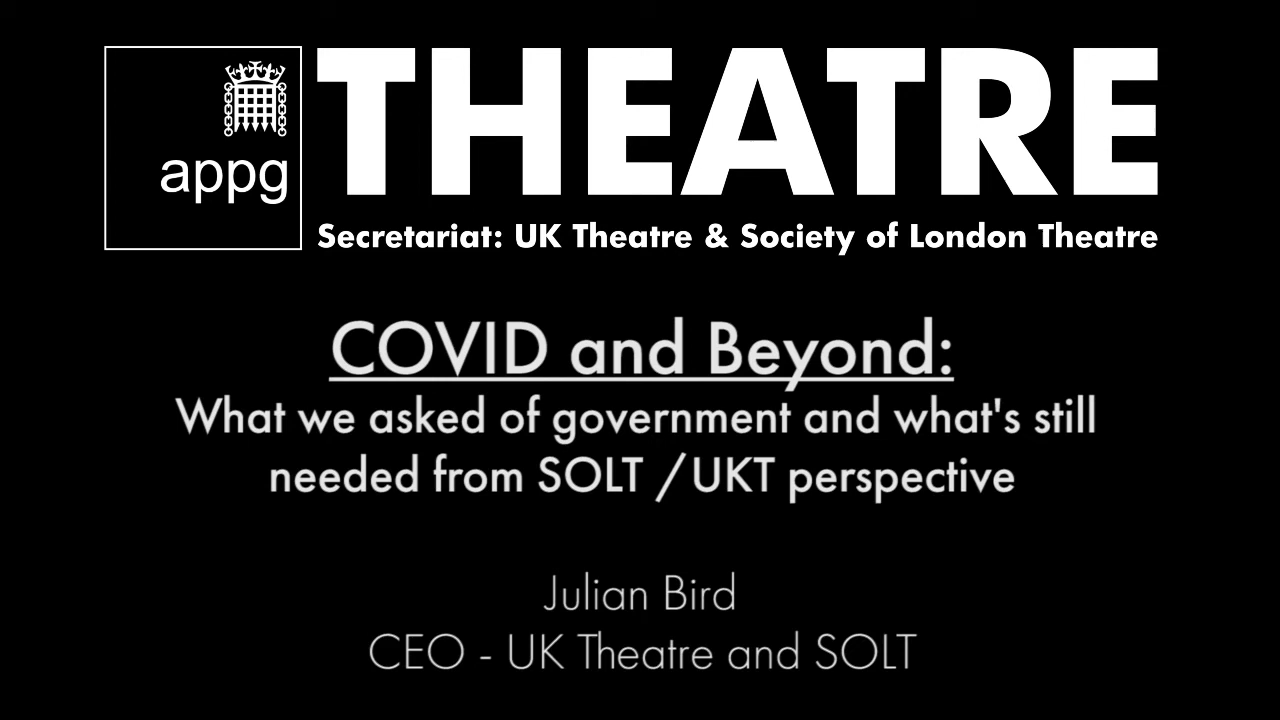 appg
THEATRE
Secretariat: UK Theatre & Society of London Theatre
COVID and Beyond:
What we asked of government and what's still
needed from SOLT /UKT perspective
Julian Bird
CEO - UK Theatre and SOLT